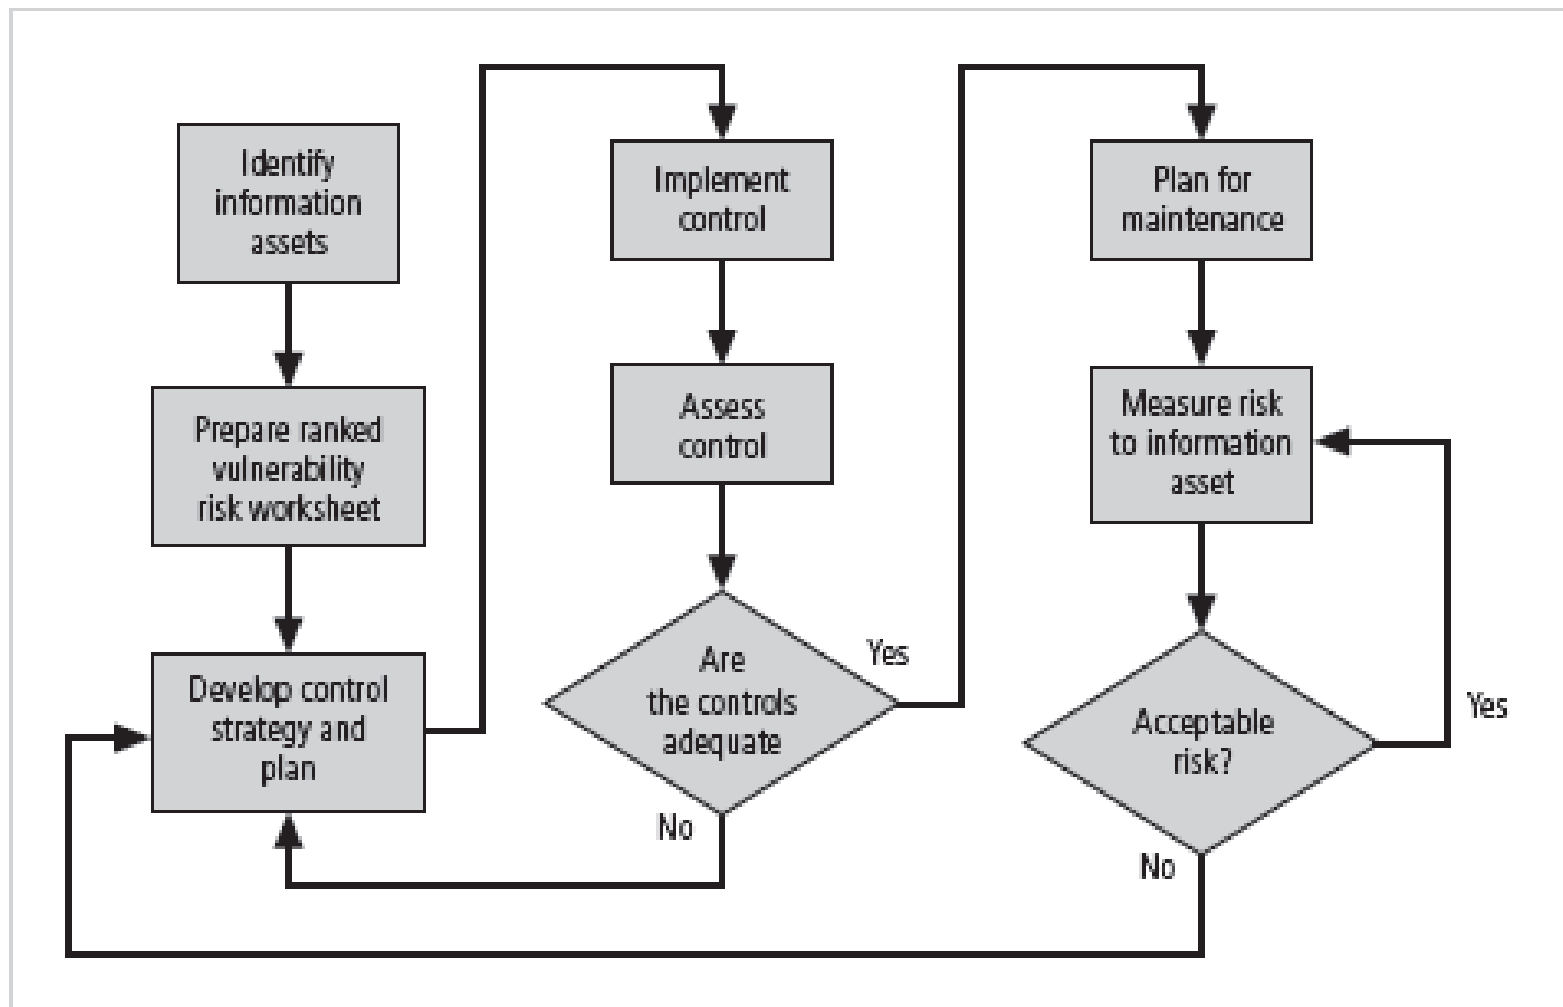 Identify
information
assets
Prepare ranked
vulnerability
risk worksheet
Develop control
strategy and
plan
Implement
control
Assess
control
Are
the controls
adequate
Yes
No
Plan for
maintenance
Measure risk
to information
asset
Acceptable
risk?
Yes
No